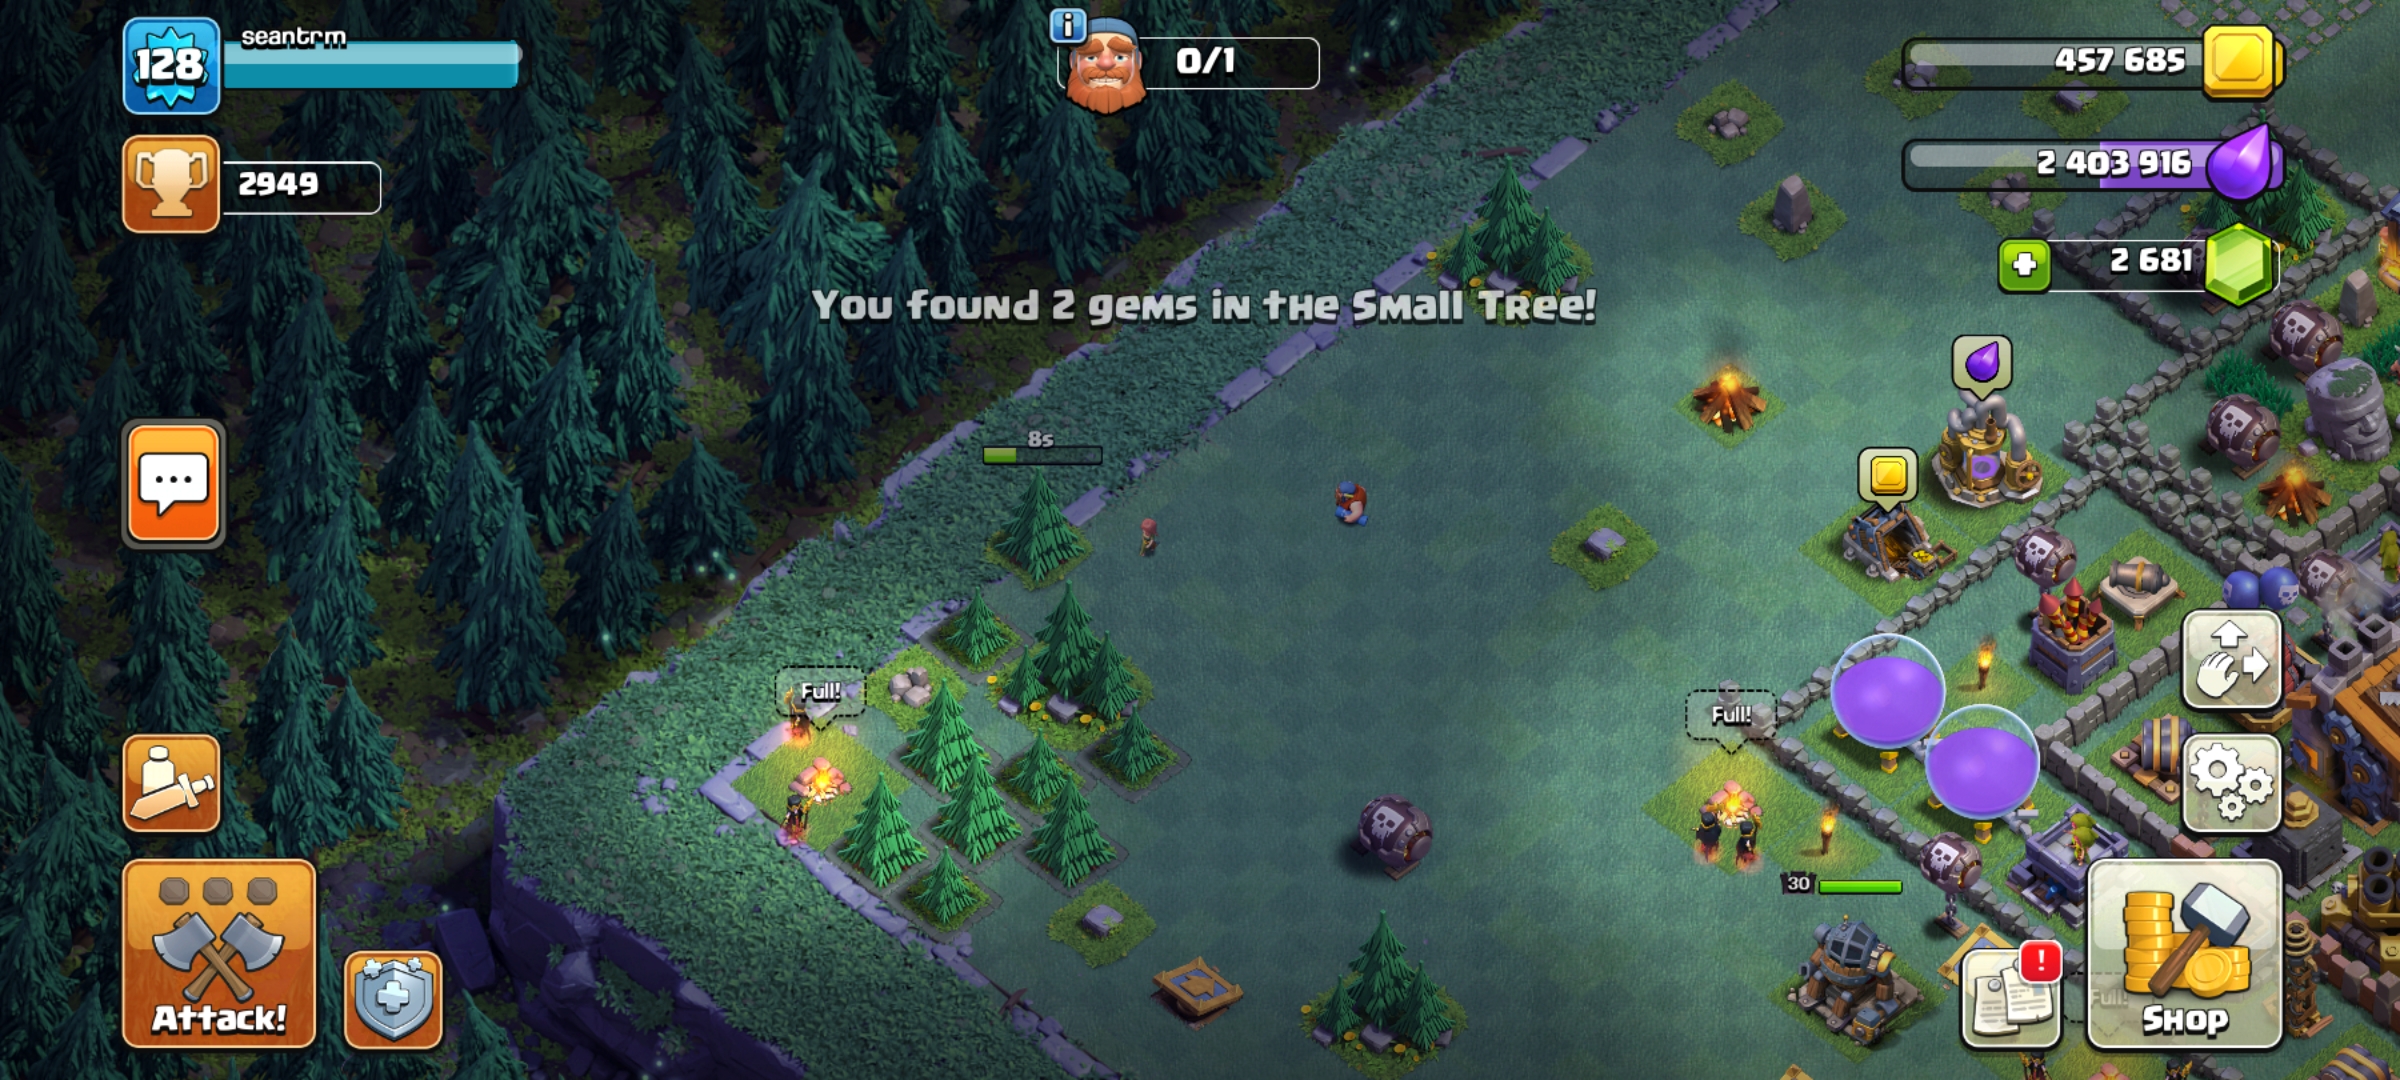 128
seantrm
i
0/1
457 685
2949
2 403 916
2 681
You found 2 gems in the Small Tree!
8s
Full!
Full!
30
!
Full!
Attack!
Shop